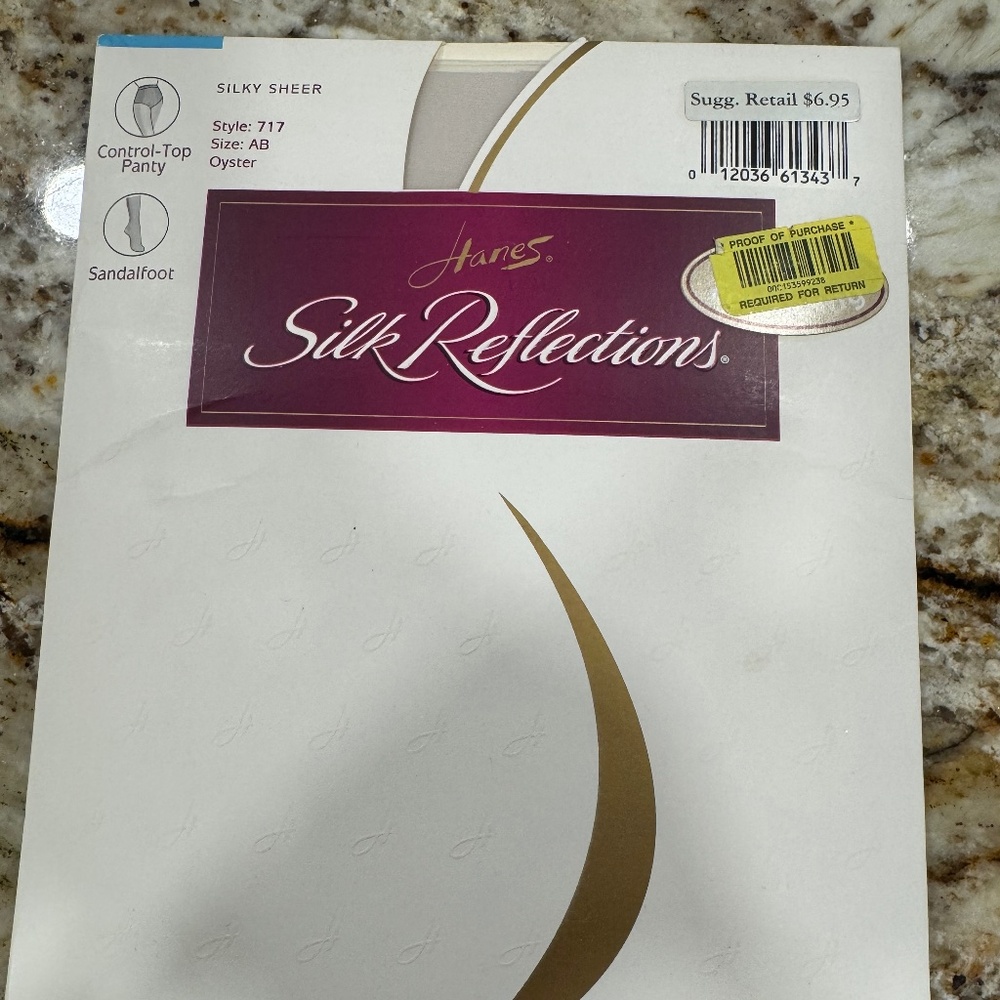 SILKY SHEER
Style: 717
Size: AB
Oyster
Control-Top
Panty
Sandalfoot
Sugg. Retail $6.95
0 12036 61343 7
Hanes®
Silk Reflections®
PROOF OF PURCHASE
REQUIRED FOR RETURN